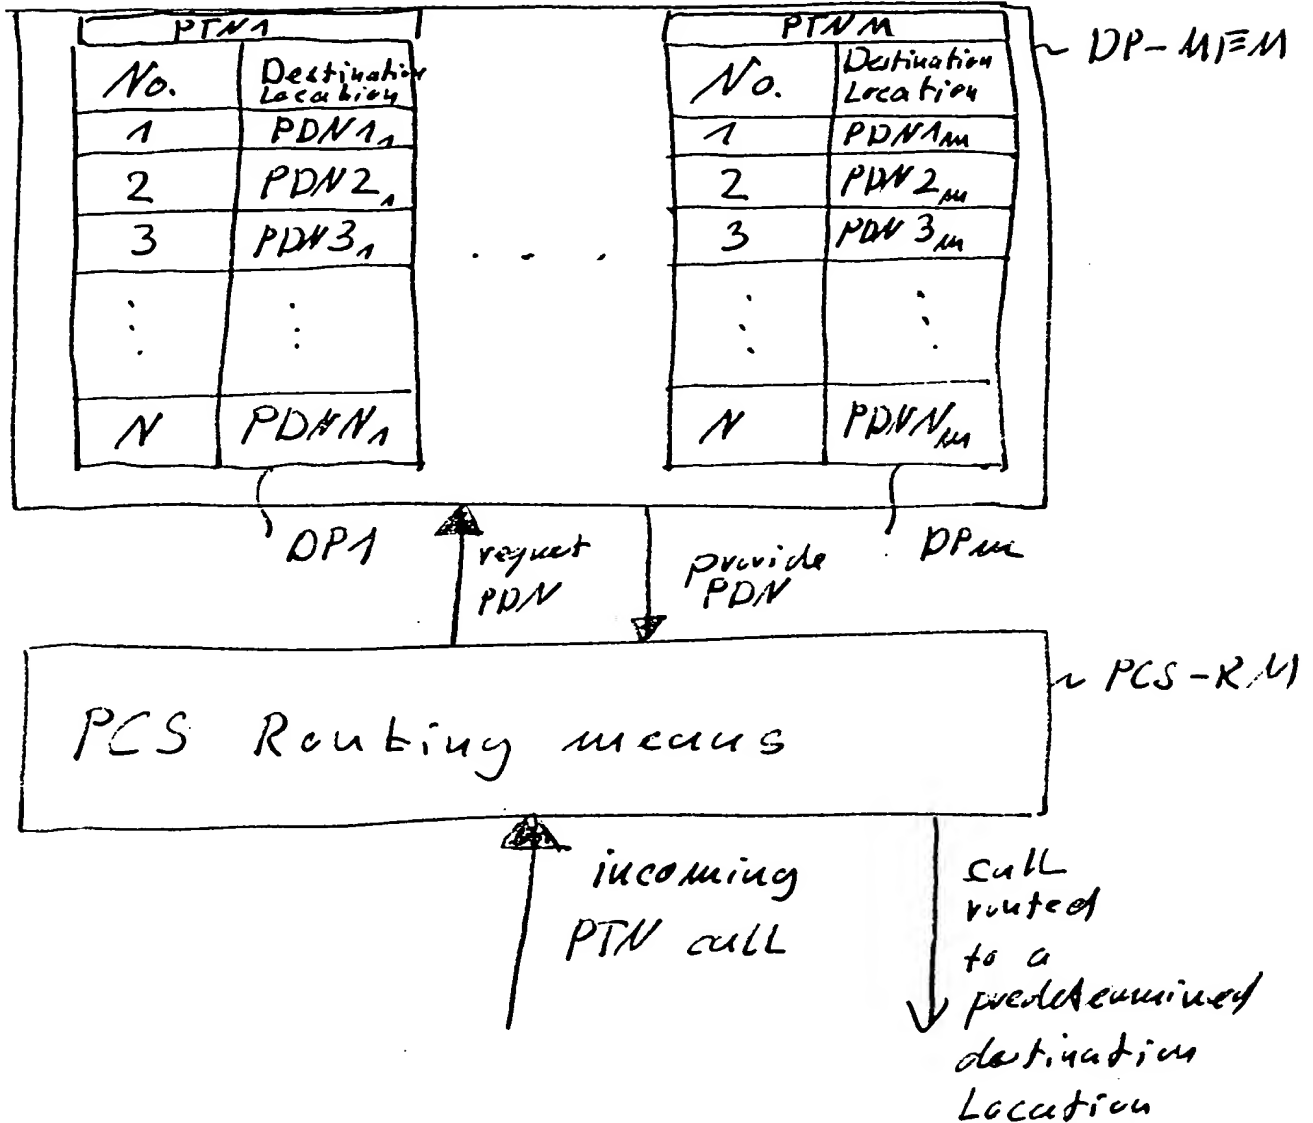 PTN1
PTNM
DP-MEM
No.
Destination
Location
No.
Destination
Location
1
PDN1₁
1
PDN1ₘ
2
PDN2₁
2
PDN2ₘ
3
PDN3₁
. . .
3
PDN3ₘ
N
PDNN₁
N
PDNNₘ
DP1
DPm
request
PDN
provide
PDN
PCS-RM
PCS Routing means
incoming
PTN call
call
routed
to a
predetermined
destination
Location